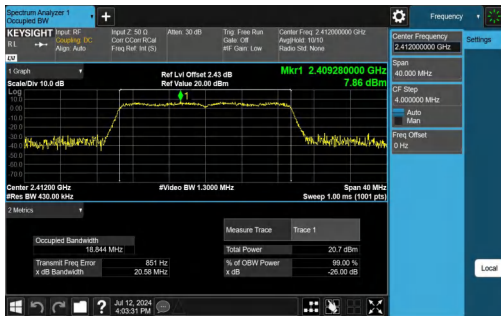 Spectrum Analyzer 1
Occupied BW
+
Frequency
KEYSIGHT
Input: RF
Coupling: DC
Align: Auto
Input Z: 50 Ω
Corr CCorr RCal
Freq Ref: Int (S)
Atten: 30 dB
Trig: Free Run
Gate: Off
#IF Gain: Low
Center Freq: 2.412000000 GHz
Avg|Hold: 10/10
Radio Std: None
RL
LXI
Center Frequency
2.412000000 GHz
Settings
Span
40.000 MHz
CF Step
4.000000 MHz
Auto
Man
Freq Offset
0 Hz
Local
1 Graph
Scale/Div 10.0 dB
Ref Lvl Offset 2.43 dB
Ref Value 20.00 dBm
Mkr1 2.409280000 GHz
7.86 dBm
Log
10.0
0.00
-10.0
-20.0
-30.0
-40.0
-50.0
-60.0
-70.0
1
Center 2.41200 GHz
#Res BW 430.00 kHz
#Video BW 1.3000 MHz
Span 40 MHz
Sweep 1.00 ms (1001 pts)
2 Metrics
Measure Trace
Trace 1
Occupied Bandwidth
18.844 MHz
Total Power
20.7 dBm
Transmit Freq Error
851 Hz
% of OBW Power
99.00 %
x dB Bandwidth
20.58 MHz
x dB
-26.00 dB
?
Jul 12, 2024
4:03:31 PM